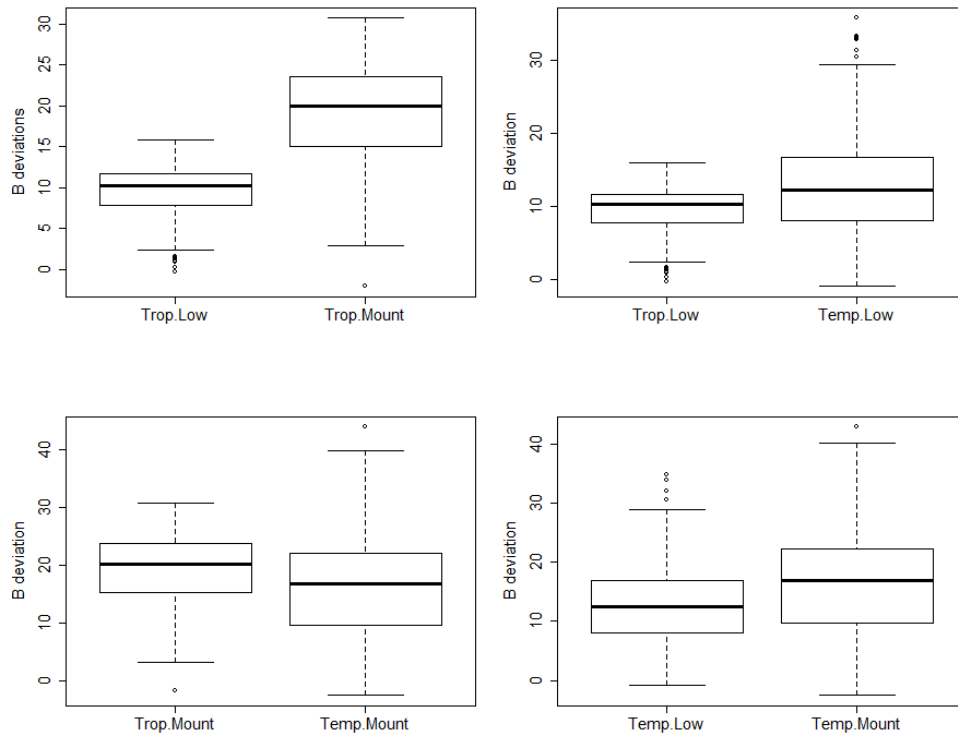 B deviations
30
25
20
15
10
5
0
Trop.Low Trop.Mount
B deviation
30
20
10
0
Trop.Low Temp.Low
B deviation
40
30
20
10
0
Trop.Mount Temp.Mount
B deviation
40
30
20
10
0
Temp.Low Temp.Mount